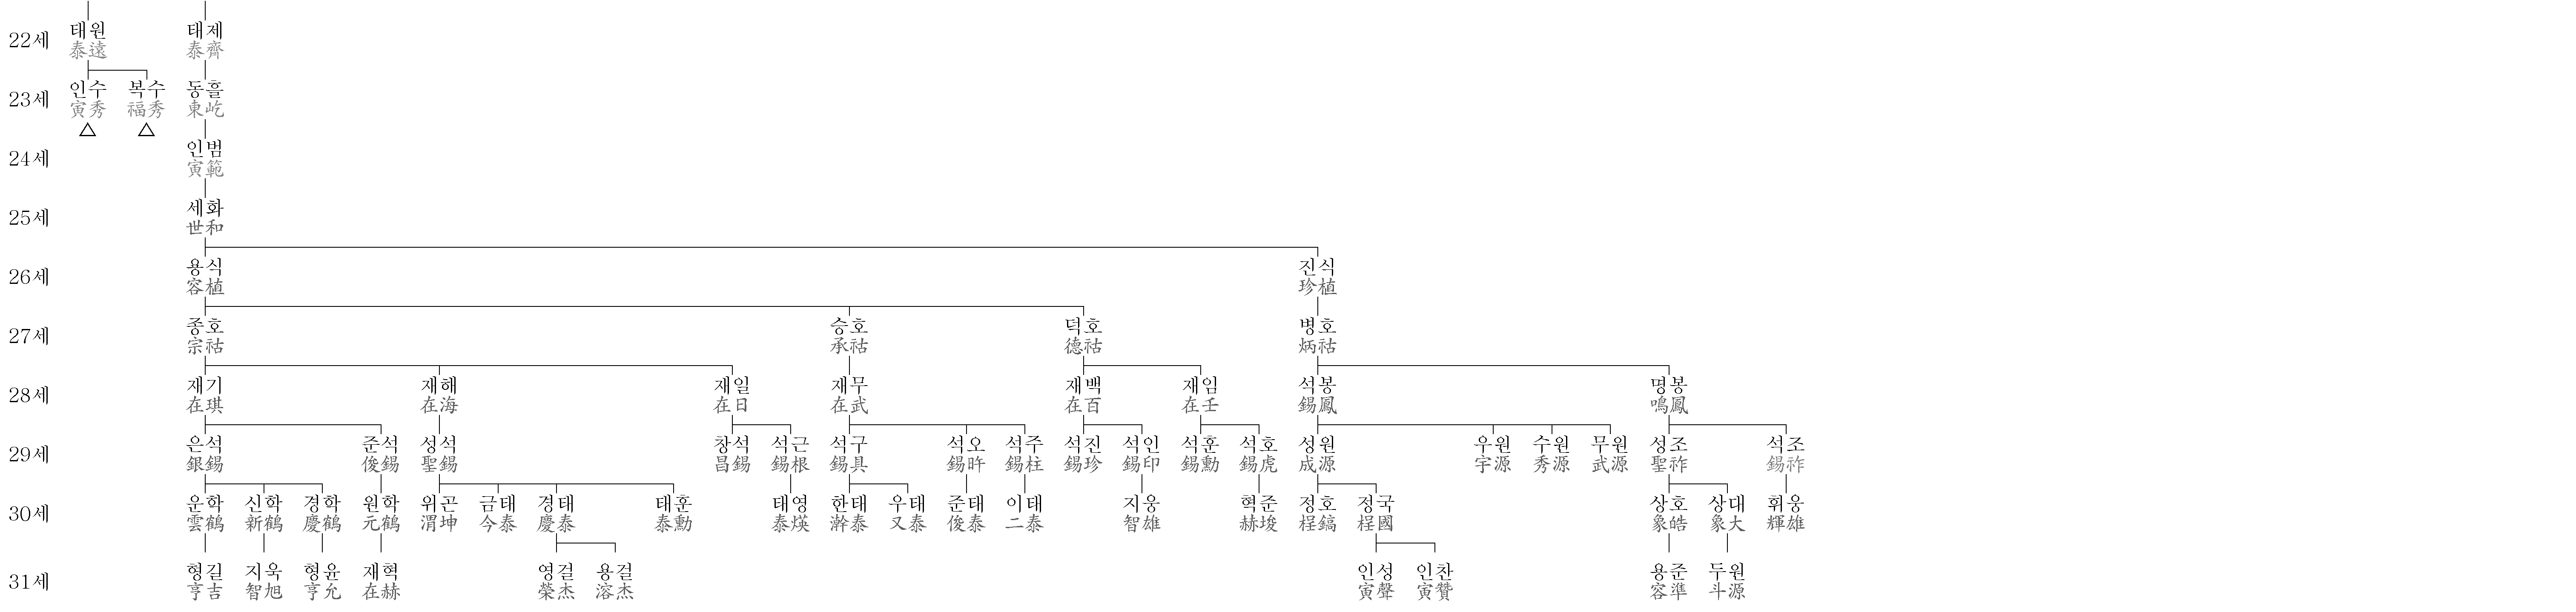 태원 태제
22세
泰遠 泰齊
인수 복수 동흘
23세
寅秀 福秀 東屹
인범
24세
寅範
세화
25세
世和
용식 진식
26세
容植 珍植
종호 승호 덕호 병호
27세
宗祜 承祜 德祜 炳祜
재기 재해 재일 재무 재백 재임 석봉 명봉
28세
在琪 在海 在日 在武 在百 在壬 錫鳳 鳴鳳
은석 준석 성석 창석 석근 석구 석오 석주 석진 석인 석훈 석호 성원 우원 수원 무원 성조 석조
29세
銀錫 俊錫 聖錫 昌錫 錫根 錫具 錫旿 錫柱 錫珍 錫印 錫勳 錫虎 成源 宇源 秀源 武源 聖祚 錫祚
운학 신학 경학 원학 위곤 금태 경태 태훈 태영 한태 우태 준태 이태 지웅 혁준 정호 정국 상호 상대 휘웅
30세
雲鶴 新鶴 慶鶴 元鶴 渭坤 今泰 慶泰 泰勳 泰煐 澣泰 又泰 俊泰 二泰 智雄 赫埈 桯鎬 桯國 象皓 象大 輝雄
형길 지욱 형윤 재혁 영걸 용걸 인성 인찬 용준 두원
31세
亨吉 智旭 亨允 在赫 榮杰 溶杰 寅聲 寅贊 容準 斗源